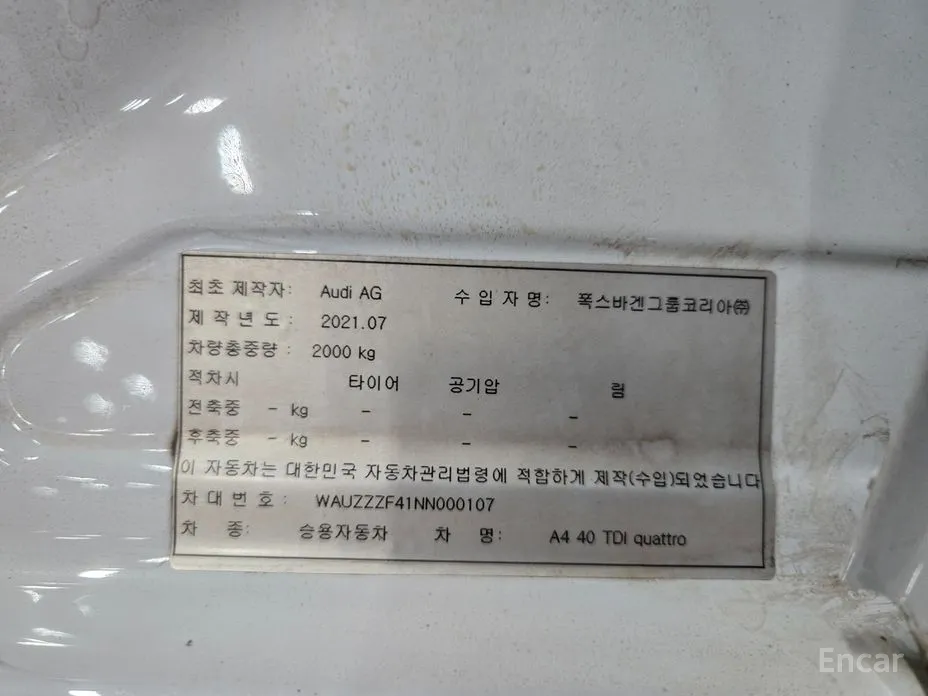 최초 제작자: Audi AG 수 입 자 명: 폭스바겐그룹코리아㈜
제 작 년 도 : 2021.07
차량총중량 : 2000 kg
적차시 타이어 공기압 림
전축중 - kg - - -
후축중 - kg - - -
이 자동차는 대한민국 자동차관리법령에 적합하게 제작(수입)되었습니다
차 대 번 호 : WAUZZZF41NN000107
차 종: 승용자동차 차 명: A4 40 TDI quattro
Encar